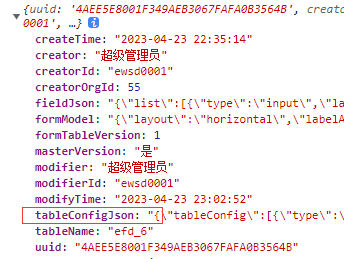 {uuid: '4AEE5E8001F349AEB3067FAFA0B3564B', creato
0001', …}
createTime: "2023-04-23 22:35:14"
creator: "超级管理员"
creatorId: "ewsd0001"
creatorOrgId: 55
fieldJson: "{\"list\":[{\"type\":\"input\",\"la
formModel: "{\"layout\":\"horizontal\",\"labelA
formTableVersion: 1
masterVersion: "是"
modifier: "超级管理员"
modifierId: "ewsd0001"
modifyTime: "2023-04-23 23:02:52"
tableConfigJson: "{\"tableConfig\":[{\"type\":\
tableName: "efd_6"
uuid: "4AEE5E8001F349AEB3067FAFA0B3564B"